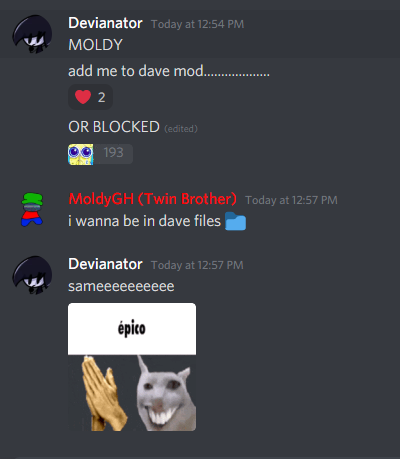 Devianator Today at 12:54 PM
MOLDY
add me to dave mod...................
2
OR BLOCKED (edited)
193
MoldyGH (Twin Brother) Today at 12:57 PM
i wanna be in dave files
Devianator Today at 12:57 PM
sameeeeeeeeee
épico